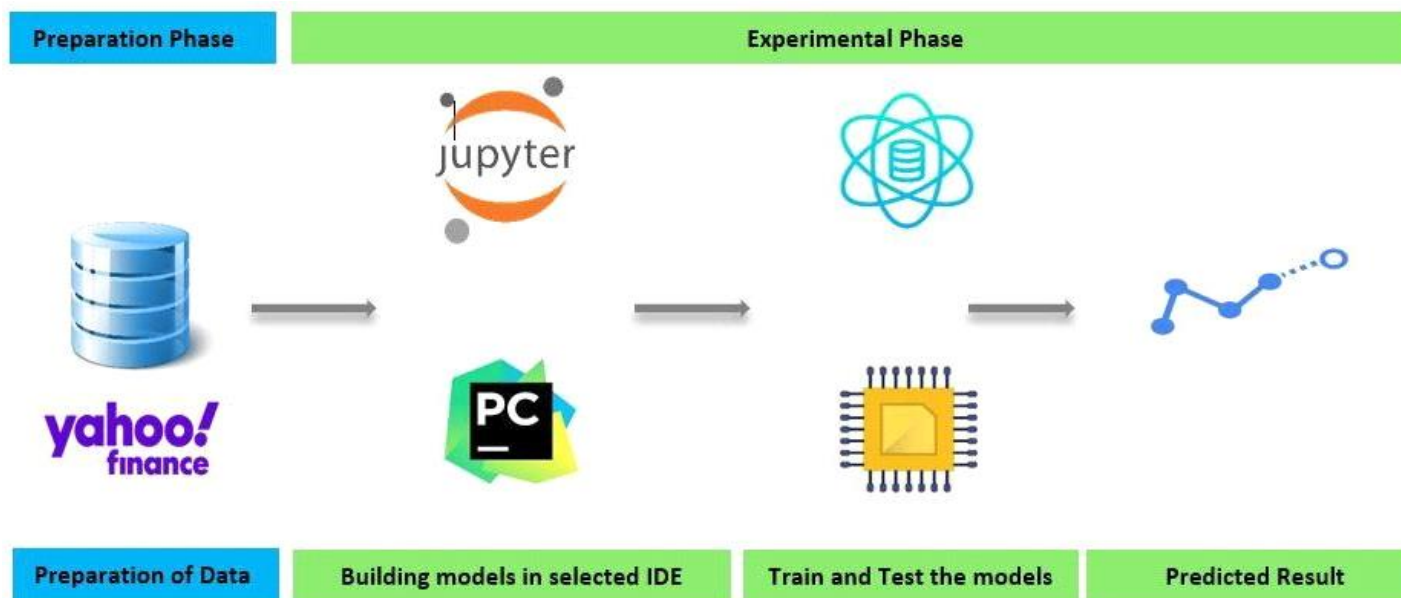 Preparation Phase
Experimental Phase
jupyter
yahoo!
finance
PC
Preparation of Data
Building models in selected IDE
Train and Test the models
Predicted Result